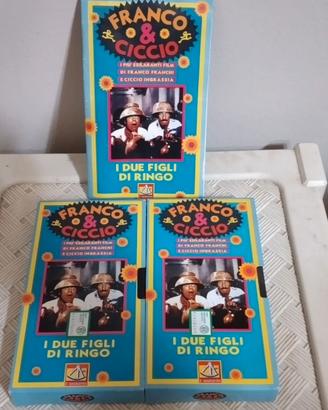 FRANCO
&
CICCIO
I PIÙ ESILARANTI FILM
DI FRANCO FRANCHI
E CICCIO INGRASSIA
I DUE FIGLI
DI RINGO
FRANCO
&
CICCIO
I PIÙ ESILARANTI FILM
DI FRANCO FRANCHI
E CICCIO INGRASSIA
I DUE FIGLI
DI RINGO
FRANCO
&
CICCIO
I PIÙ ESILARANTI FILM
DI FRANCO FRANCHI
E CICCIO INGRASSIA
I DUE FIGLI
DI RINGO